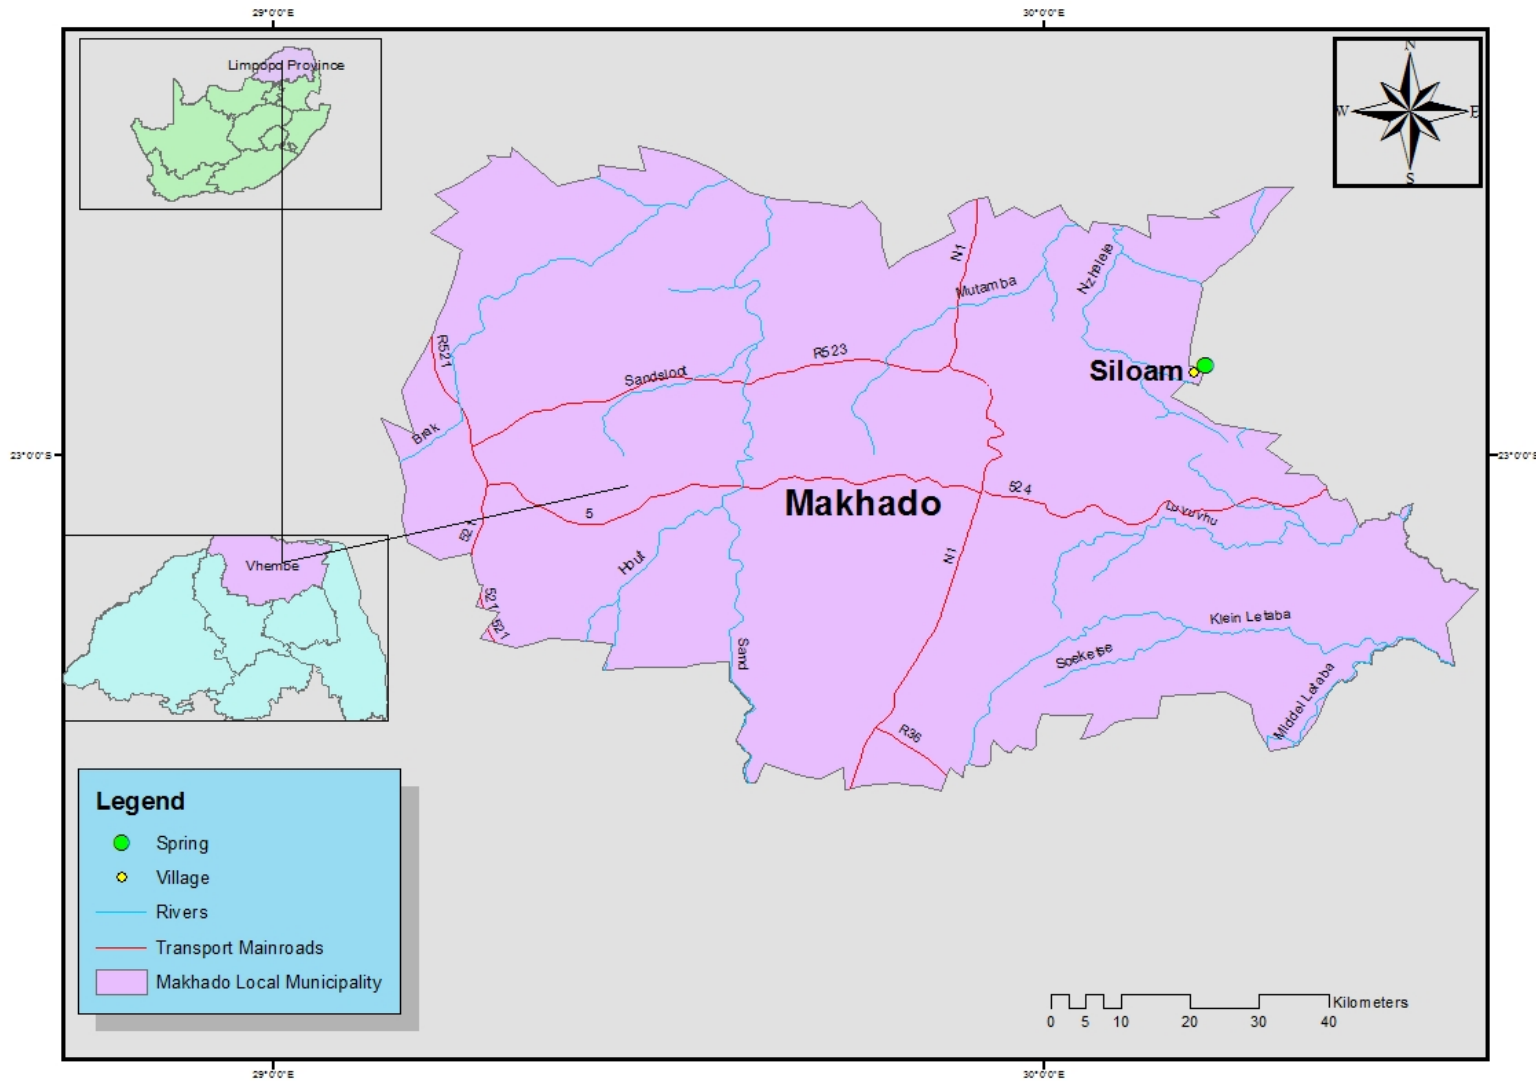 29°0'0"E 30°0'0"E
Limpopo Province
N
W E
S
N1
Mutamba
Nzhelele
R521
Sandsloot
R523
Siloam
Brak
23°0'0"S 23°0'0"S
Makhado
524
5
521
Luvuvhu
Hout
N1
Vhembe
521
521
Klein Letaba
Soeketse
Sand
Middel Letaba
R36
Legend
Spring
Village
Rivers
Transport Mainroads
Makhado Local Municipality
Kilometers
0 5 10 20 30 40
29°0'0"E 30°0'0"E